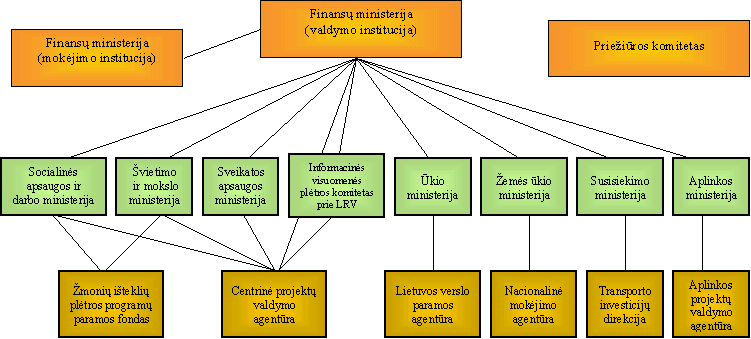 Finansų ministerija
(valdymo institucija)
Finansų ministerija
(mokėjimo institucija)
Priežiūros komitetas
Socialinės
apsaugos ir
darbo ministerija
Švietimo
ir mokslo
ministerija
Sveikatos
apsaugos
ministerija
Informacinės
visuomenės
plėtros komitetas
prie LRV
Ūkio
ministerija
Žemės ūkio
ministerija
Susisiekimo
ministerija
Aplinkos
ministerija
Žmonių išteklių
plėtros programų
paramos fondas
Centrinė projektų
valdymo
agentūra
Lietuvos verslo
paramos
agentūra
Nacionalinė
mokėjimo
agentūra
Transporto
investicijų
direkcija
Aplinkos
projektų
valdymo
agentūra